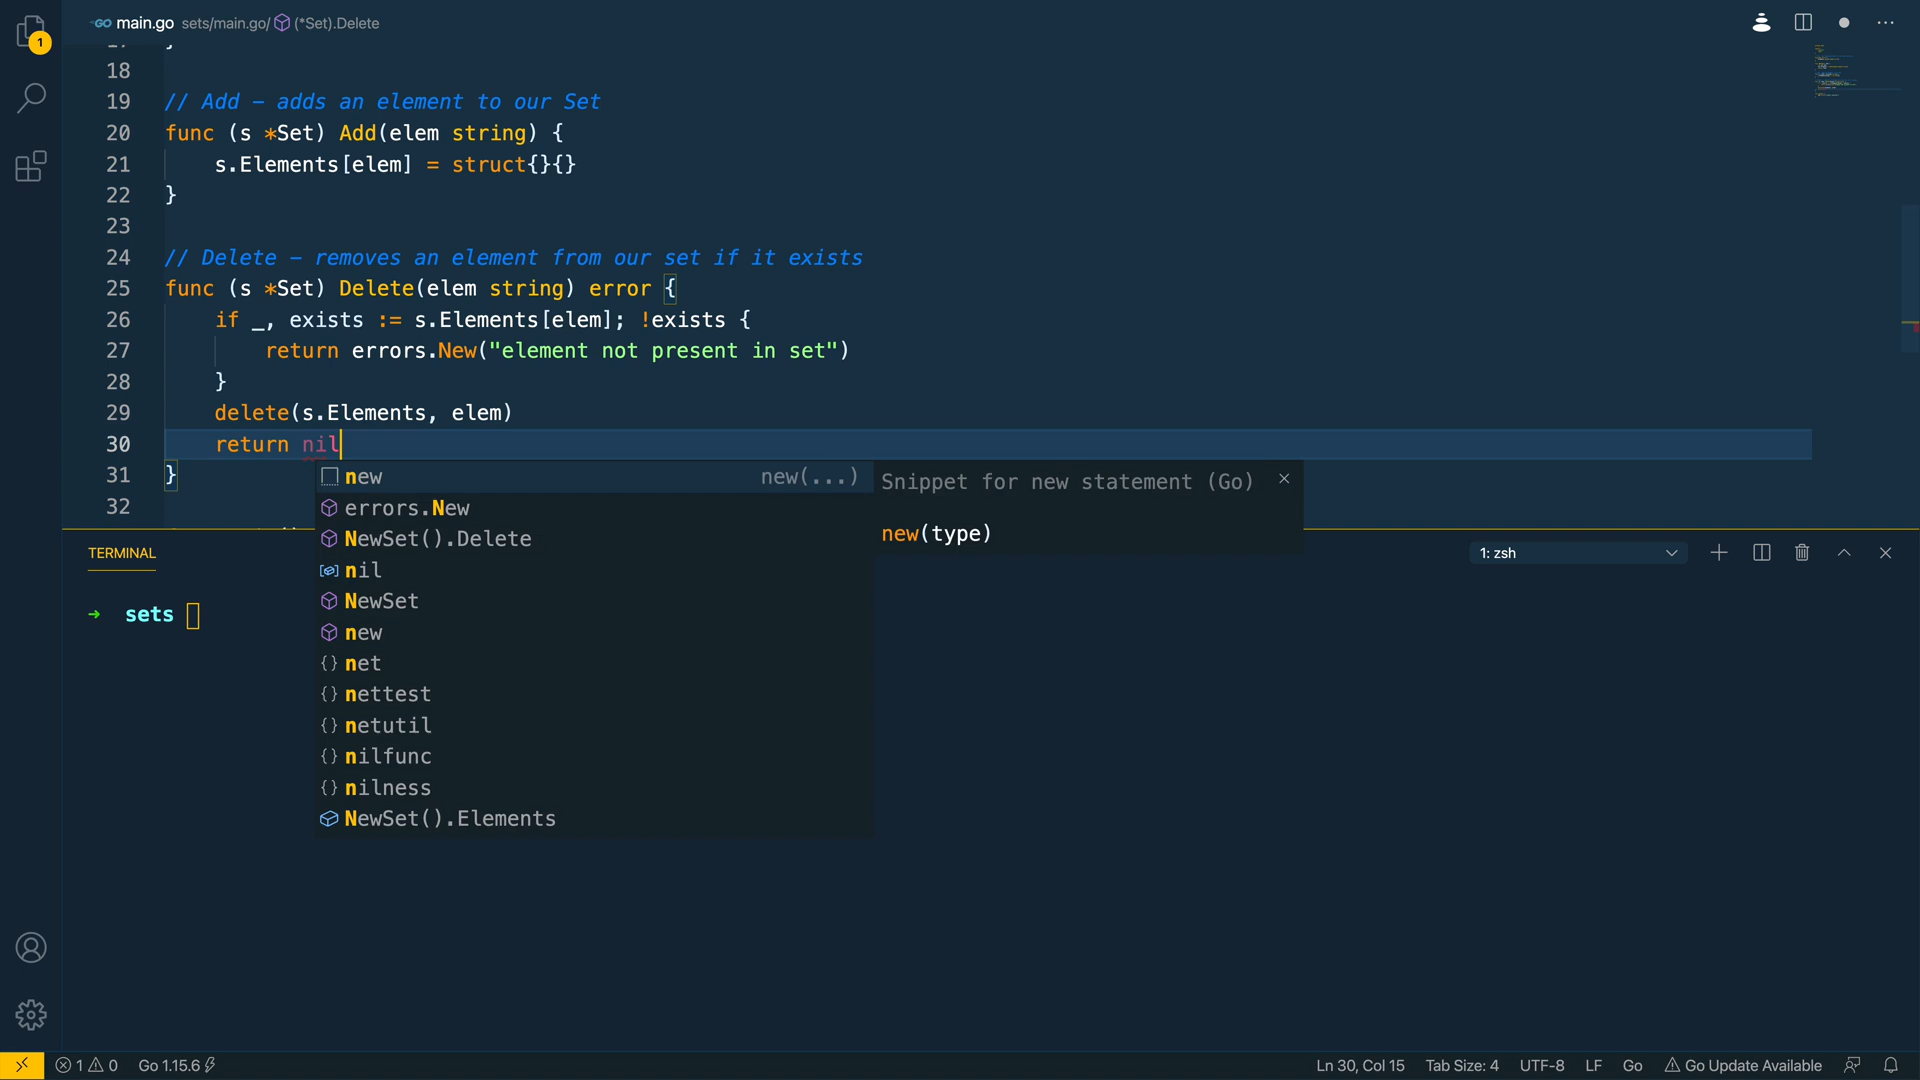 1
GO main.go sets/main.go/ (*Set).Delete
18
19 // Add – adds an element to our Set
20 func (s *Set) Add(elem string) {
21 s.Elements[elem] = struct{}{}
22 }
23
24 // Delete – removes an element from our set if it exists
25 func (s *Set) Delete(elem string) error {
26 if _, exists := s.Elements[elem]; !exists {
27 return errors.New("element not present in set")
28 }
29 delete(s.Elements, elem)
30 return nil
31 }
32
new new(...)
errors.New
NewSet().Delete
nil
NewSet
new
net
nettest
netutil
nilfunc
nilness
NewSet().Elements
Snippet for new statement (Go)
new(type)
TERMINAL
1: zsh
→ sets
1 0 Go 1.15.6
Ln 30, Col 15 Tab Size: 4 UTF-8 LF Go Go Update Available